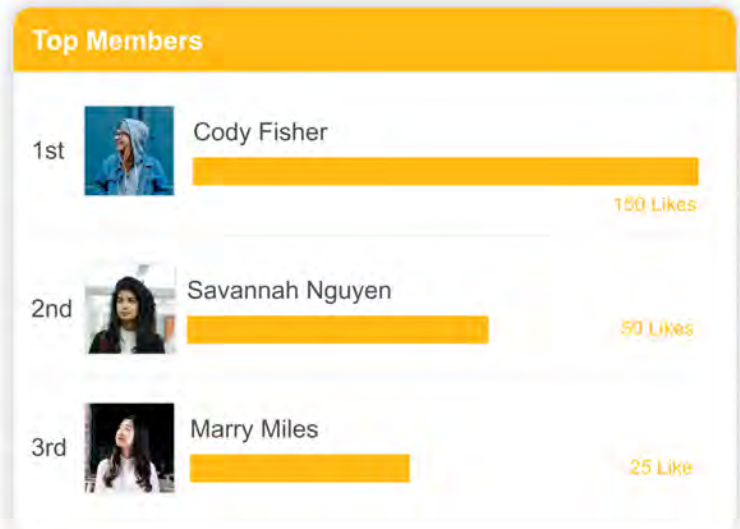 Top Members
1st
Cody Fisher
150 Likes
2nd
Savannah Nguyen
50 Likes
3rd
Marry Miles
25 Like